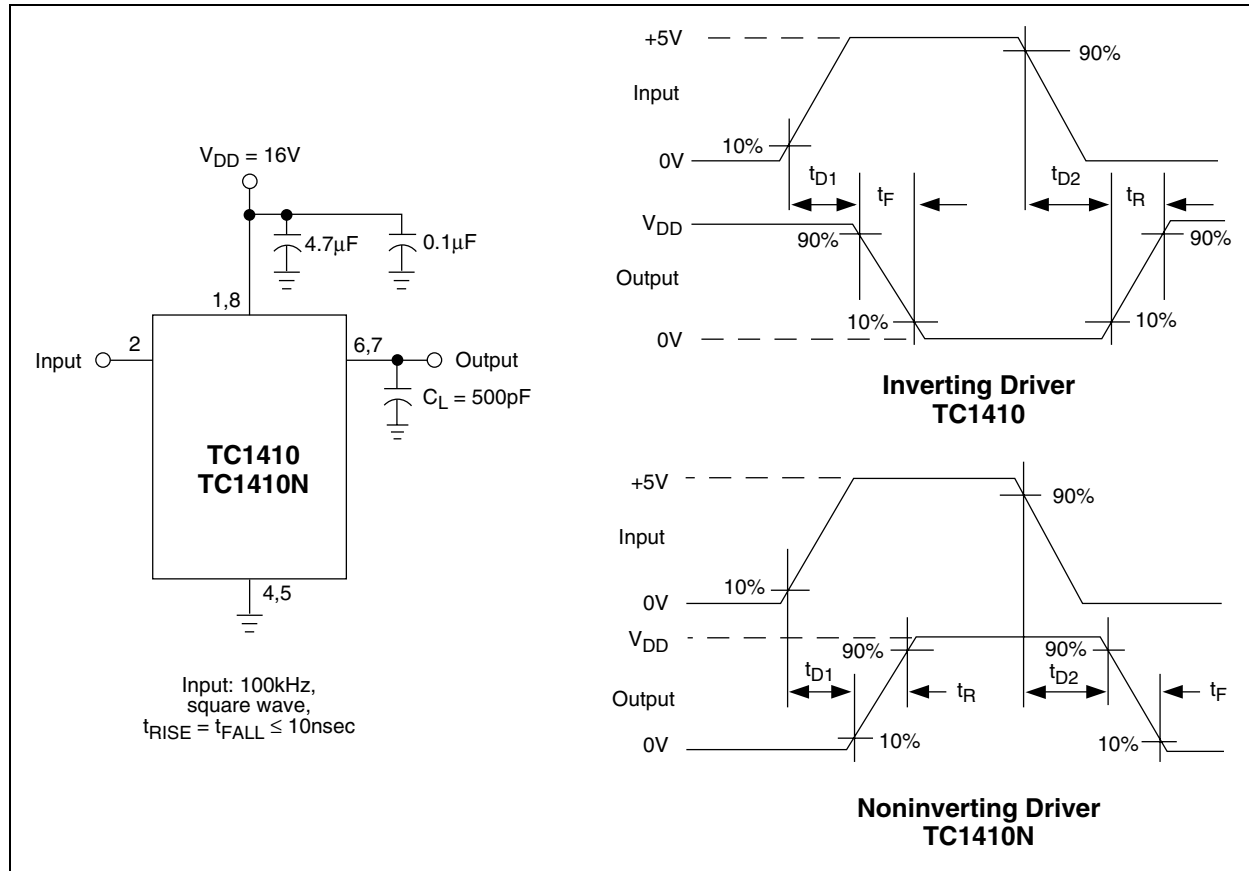 V_DD = 16V
4.7μF
0.1μF
1,8
Input
2
6,7
Output
C_L = 500pF
TC1410
TC1410N
4,5
Input: 100kHz,
square wave,
t_RISE = t_FALL ≤ 10nsec
+5V
90%
Input
10%
0V
t_D1
t_F
t_D2
t_R
V_DD
90%
90%
Output
10%
10%
0V
Inverting Driver
TC1410
+5V
90%
Input
10%
0V
V_DD
90%
90%
t_D1
t_R
t_D2
t_F
Output
10%
10%
0V
Noninverting Driver
TC1410N